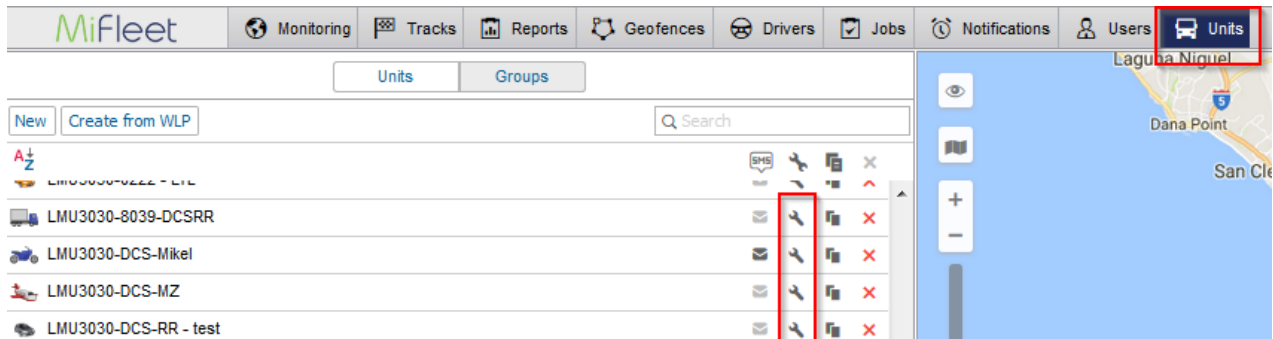 MiFleet Monitoring Tracks Reports Geofences Drivers Jobs Notifications Users Units
Units Groups
New Create from WLP Search
A Z SMS
LMU3030-8039-DCSRR
LMU3030-DCS-Mikel
LMU3030-DCS-MZ
LMU3030-DCS-RR - test
Laguna Niguel
5
Dana Point
San Cle
+
−